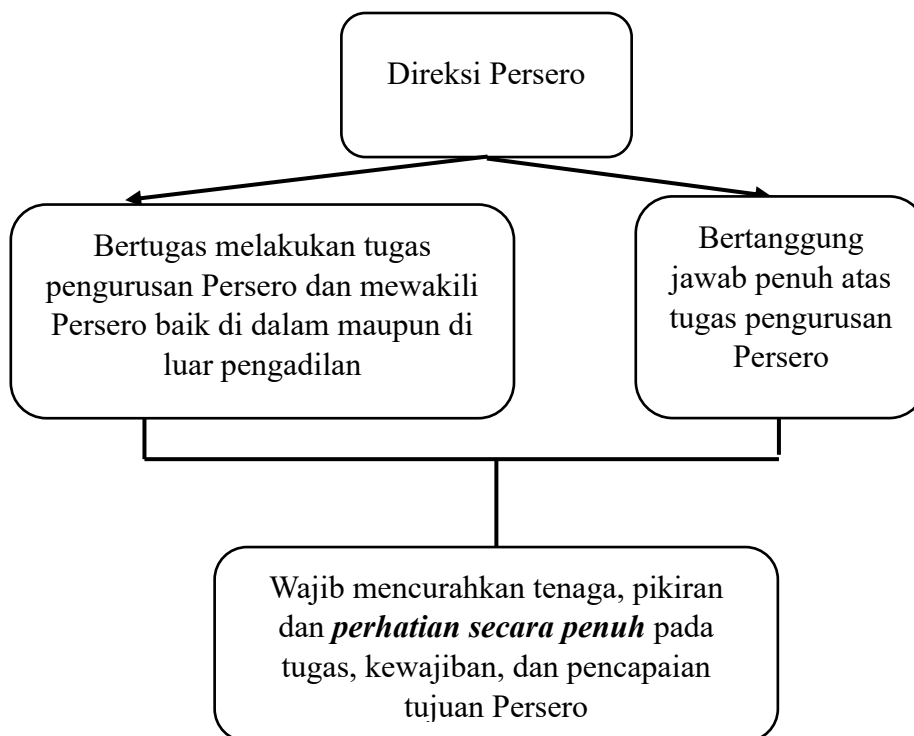 Direksi Persero
Bertugas melakukan tugas
pengurusan Persero dan mewakili
Persero baik di dalam maupun di
luar pengadilan
Bertanggung
jawab penuh atas
tugas pengurusan
Persero
Wajib mencurahkan tenaga, pikiran
dan perhatian secara penuh pada
tugas, kewajiban, dan pencapaian
tujuan Persero